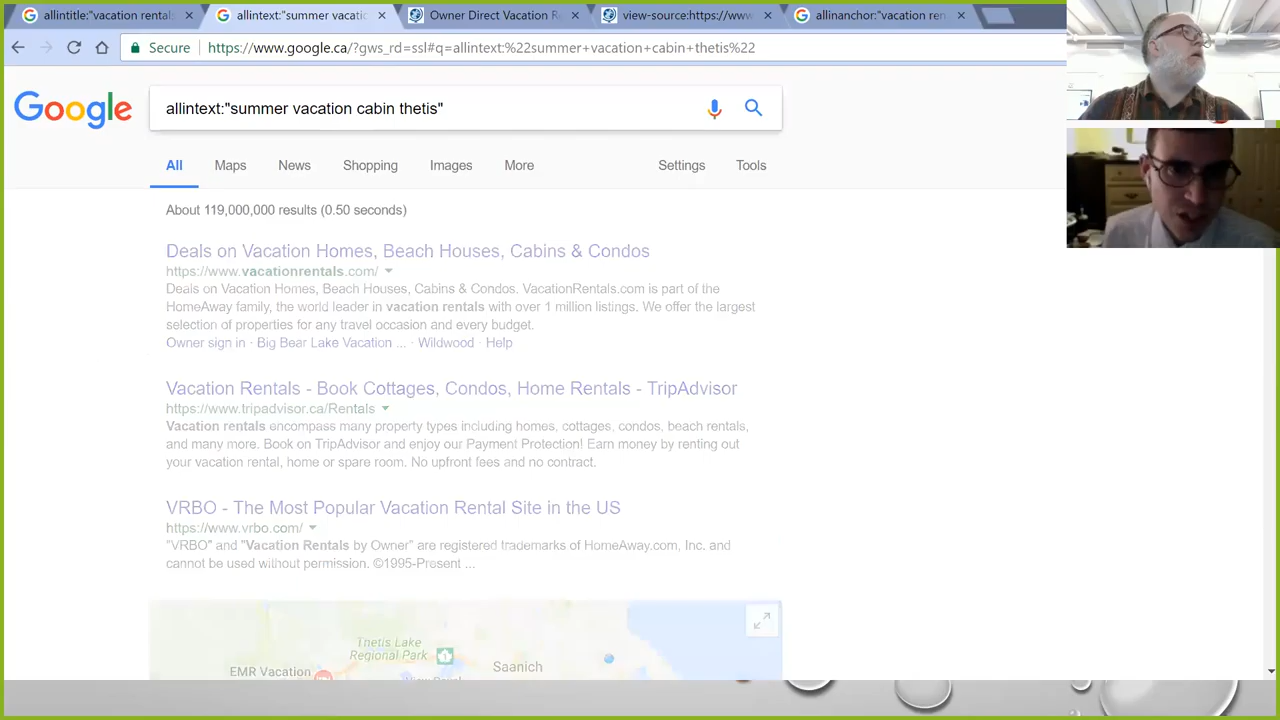 allintitle:"vacation rentals
allintext:"summer vacatio
Owner Direct Vacation R
view-source:https://www
allinanchor:"vacation ren
Secure
https://www.google.ca/?gws_rd=ssl#q=allintext:%22summer+vacation+cabin+thetis%22
Google
allintext:"summer vacation cabin thetis"
All Maps News Shopping Images More Settings Tools
About 119,000,000 results (0.50 seconds)
Deals on Vacation Homes, Beach Houses, Cabins & Condos
https://www.vacationrentals.com/
Deals on Vacation Homes, Beach Houses, Cabins & Condos. VacationRentals.com is part of the
HomeAway family, the world leader in vacation rentals with over 1 million listings. We offer the largest
selection of properties for any travel occasion and every budget.
Owner sign in · Big Bear Lake Vacation ... · Wildwood · Help
Vacation Rentals - Book Cottages, Condos, Home Rentals - TripAdvisor
https://www.tripadvisor.ca/Rentals
Vacation rentals encompass many property types including homes, cottages, condos, beach rentals,
and many more. Book on TripAdvisor and enjoy our Payment Protection! Earn money by renting out
your vacation rental, home or spare room. No upfront fees and no contract.
VRBO - The Most Popular Vacation Rental Site in the US
https://www.vrbo.com/
"VRBO" and "Vacation Rentals by Owner" are registered trademarks of HomeAway.com, Inc. and
cannot be used without permission. ©1995-Present ...
Thetis Lake
Regional Park
Saanich
EMR Vacation